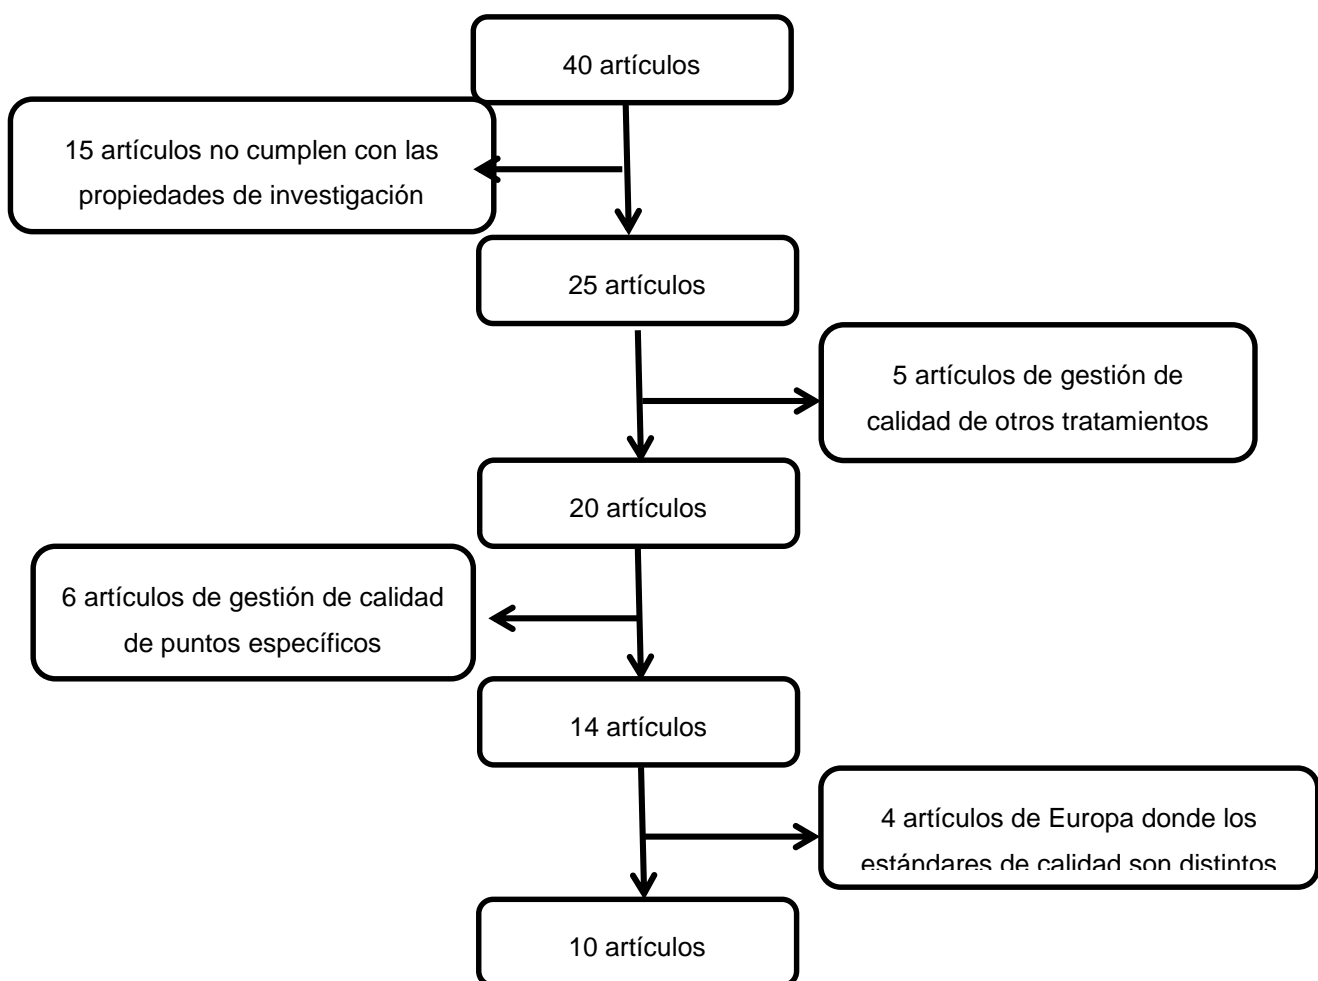 40 artículos
15 artículos no cumplen con las
propiedades de investigación
25 artículos
5 artículos de gestión de
calidad de otros tratamientos
20 artículos
6 artículos de gestión de calidad
de puntos específicos
14 artículos
4 artículos de Europa donde los
estándares de calidad son distintos
10 artículos